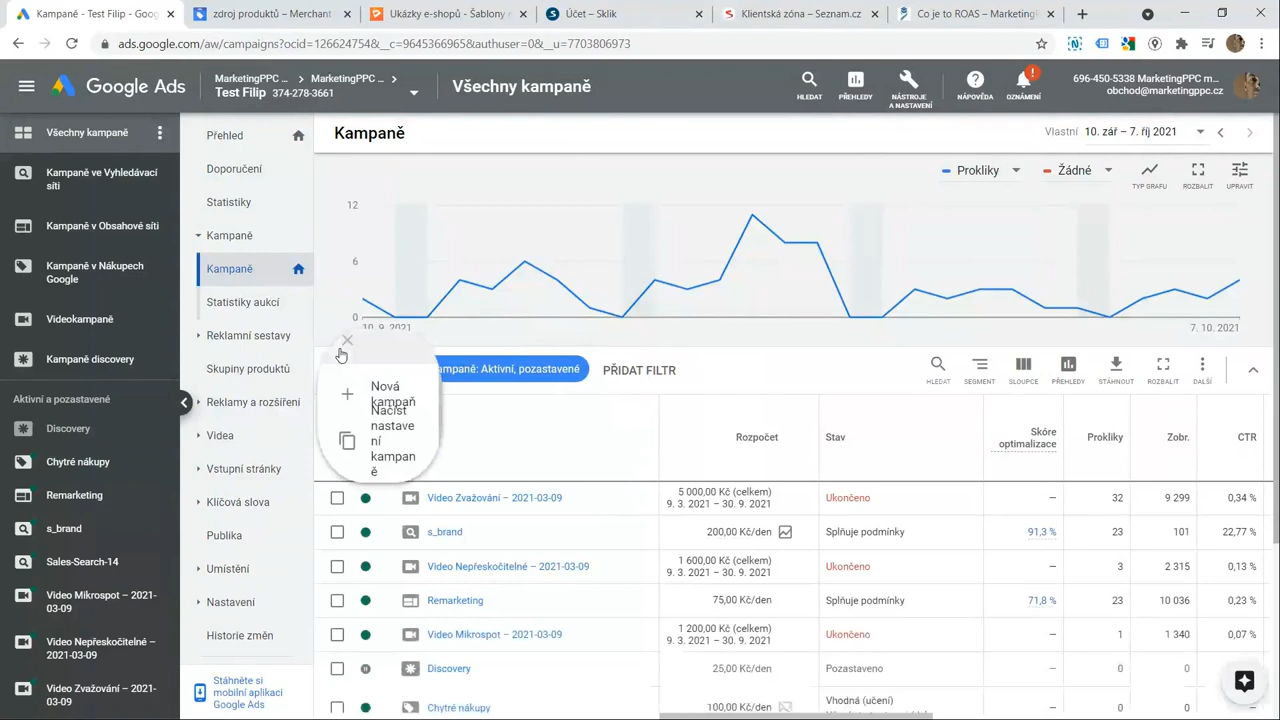 Kampaně - Test Filip - Google Ad
zdroj produktů – Merchant
Ukázky e-shopů - Šablony e
Účet – Sklik
Klientská zóna – Seznam.cz
Co je to ROAS – MarketingPP
ads.google.com/aw/campaigns?ocid=126624754&__c=9645366965&authuser=0&__u=7703806973
Google Ads
MarketingPPC ...
MarketingPPC ...
Test Filip 374-278-3661
Všechny kampaně
HLEDAT
PŘEHLEDY
NÁSTROJE
A NASTAVENÍ
NÁPOVĚDA
OZNÁMENÍ
696-450-5338 MarketingPPC m...
obchod@marketingppc.cz
Všechny kampaně
Kampaně ve Vyhledávací
síti
Kampaně v Obsahové síti
Kampaně v Nákupech
Google
Videokampaně
Kampaně discovery
Aktivní a pozastavené
Discovery
Chytré nákupy
Remarketing
s_brand
Sales-Search-14
Video Mikrospot – 2021-
03-09
Video Nepřeskočitelné –
2021-03-09
Video Zvažování – 2021-
03-09
Přehled
Doporučení
Statistiky
Kampaně
Kampaně
Statistiky aukcí
Reklamní sestavy
Skupiny produktů
Reklamy a rozšíření
Videa
Vstupní stránky
Klíčová slova
Publika
Umístění
Nastavení
Historie změn
Stáhněte si
mobilní aplikaci
Google Ads
Kampaně
Vlastní 10. zář – 7. říj 2021
Prokliky
Žádné
TYP GRAFU
ROZBALIT
UPRAVIT
12
6
0
10. 9. 2021
7. 10. 2021
Nová
kampaň
Načíst
nastave
ní
kampan
ě
ampaně: Aktivní, pozastavené
PŘIDAT FILTR
HLEDAT
SEGMENT
SLOUPCE
PŘEHLEDY
STÁHNOUT
ROZBALIT
DALŠÍ
Rozpočet Stav Skóre optimalizace Prokliky Zobr. CTR
Video Zvažování – 2021-03-09 5 000,00 Kč (celkem) 9. 3. 2021 – 30. 9. 2021 Ukončeno — 32 9 299 0,34 %
s_brand 200,00 Kč/den Splňuje podmínky 91,3 % 23 101 22,77 %
Video Nepřeskočitelné – 2021-03-09 1 600,00 Kč (celkem) 9. 3. 2021 – 30. 9. 2021 Ukončeno — 3 2 315 0,13 %
Remarketing 75,00 Kč/den Splňuje podmínky 71,8 % 23 10 036 0,23 %
Video Mikrospot – 2021-03-09 1 200,00 Kč (celkem) 9. 3. 2021 – 30. 9. 2021 Ukončeno — 1 1 340 0,07 %
Discovery 25,00 Kč/den Pozastaveno — 0 0
Chytré nákupy 100,00 Kč/den Vhodná (učení) — 0 0